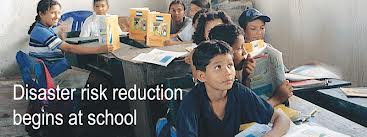 Disaster risk reduction
begins at school